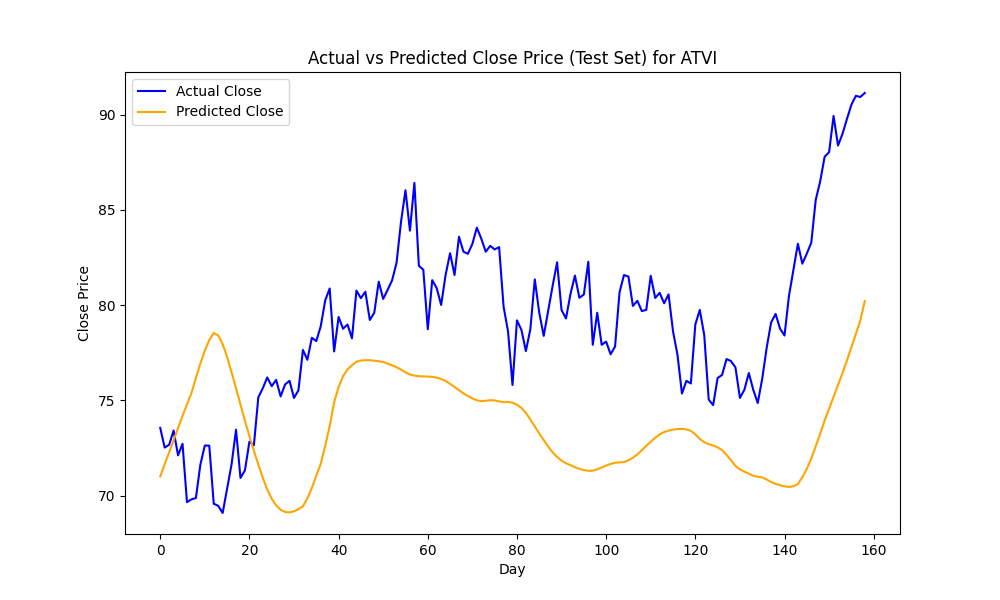 Actual vs Predicted Close Price (Test Set) for ATVI
Actual Close
Predicted Close
Close Price
90
85
80
75
70
0 20 40 60 80 100 120 140 160
Day